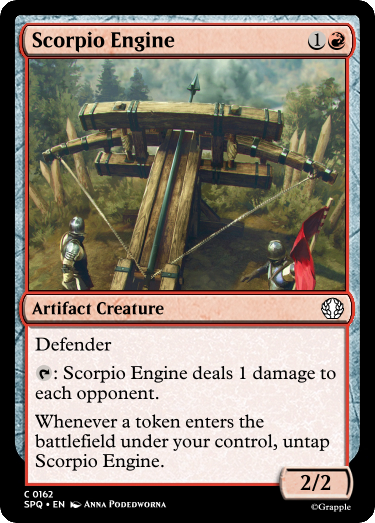 Scorpio Engine 1
Artifact Creature
Defender
: Scorpio Engine deals 1 damage to
each opponent.
Whenever a token enters the
battlefield under your control, untap
Scorpio Engine.
2/2
C 0162
SPQ • EN Anna Podedworna
©Grapple